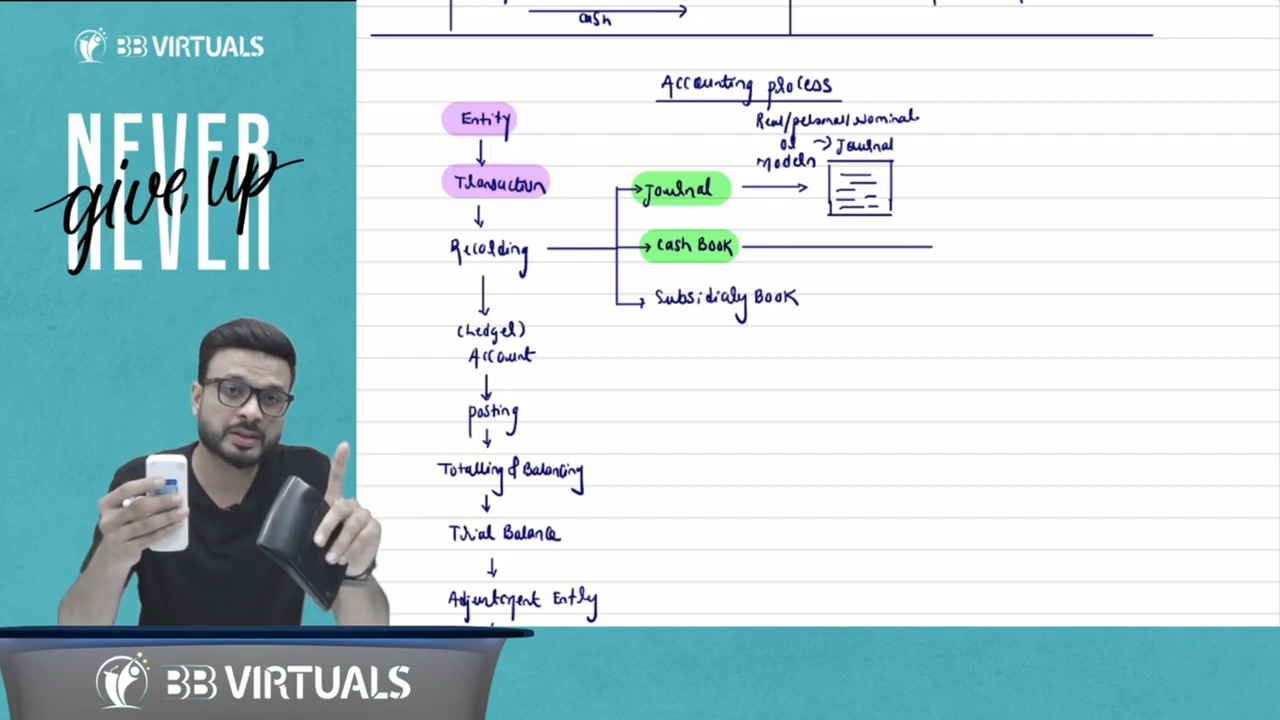 BB VIRTUALS
NEVER
give up
NEVER
cash
Accounting process
Entity
Real/personal/Nominal
or → Journal
Modern
Transaction
Journal
Recording
Cash Book
Subsidiary Book
(Ledger)
Account
posting
Totalling & Balancing
Trial Balance
Adjustment Entry
BB VIRTUALS